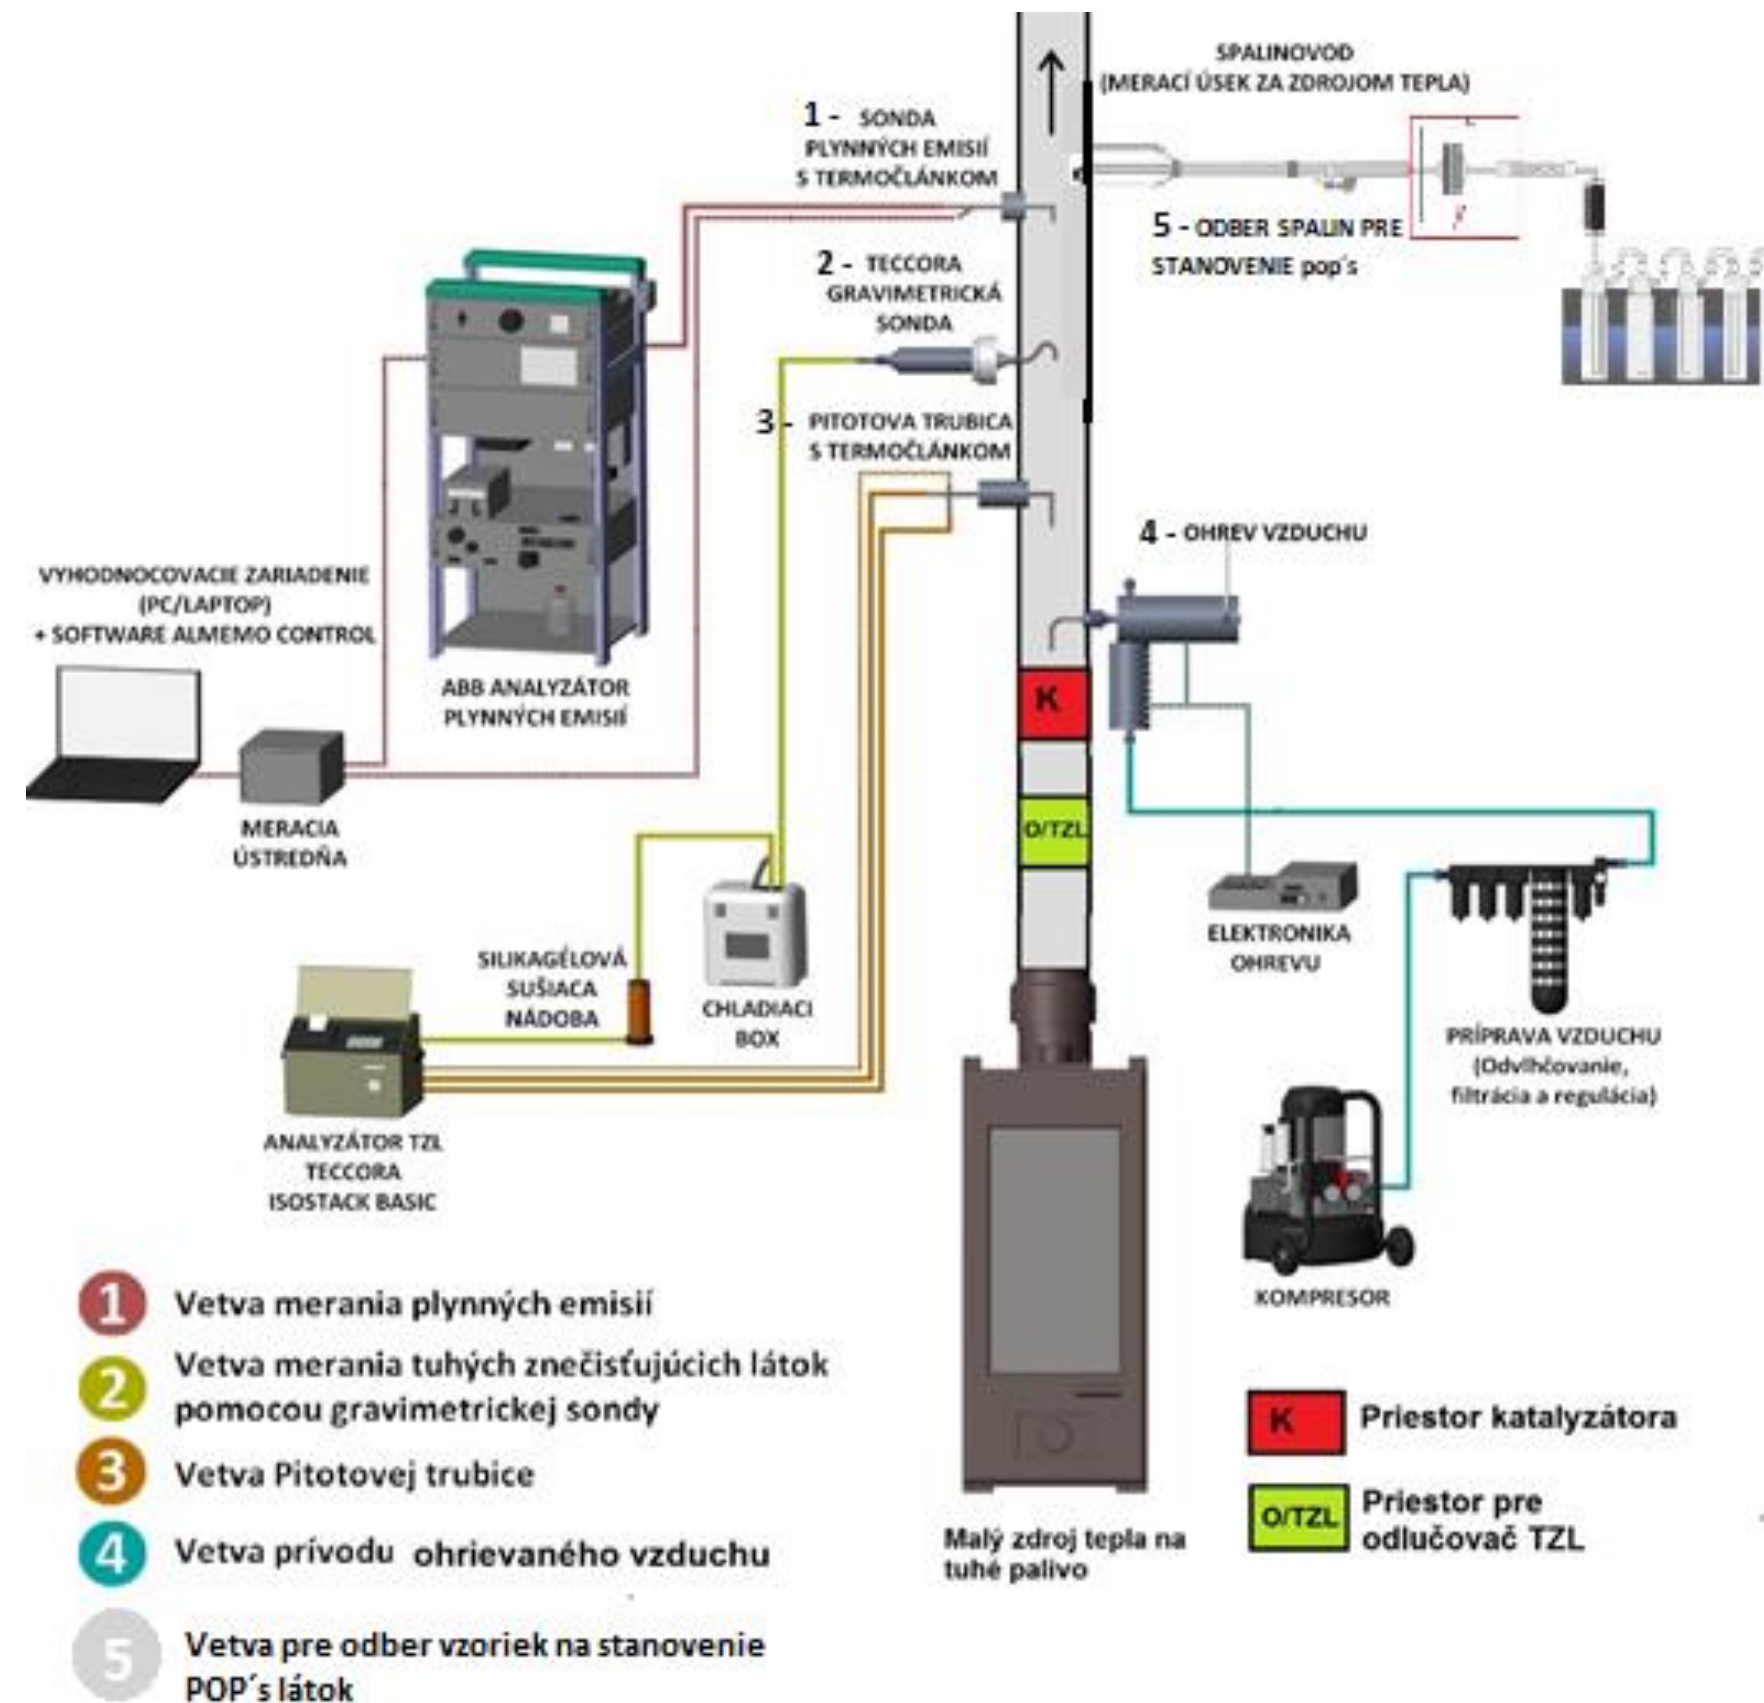 SPALINOVOD
(MERACÍ ÚSEK ZA ZDROJOM TEPLA)
1 - SONDA
PLYNNÝCH EMISIÍ
S TERMOČLÁNKOM
5 - ODBER SPALIN PRE
STANOVENIE pop´s
2 - TECCORA
GRAVIMETRICKÁ
SONDA
3 - PITOTOVA TRUBICA
S TERMOČLÁNKOM
4 - OHREV VZDUCHU
VYHODNOCOVACIE ZARIADENIE
(PC/LAPTOP)
+ SOFTWARE ALMEMO CONTROL
ABB ANALYZÁTOR
PLYNNÝCH EMISIÍ
K
MERACIA
ÚSTREDŇA
O/TZL
ELEKTRONIKA
OHREVU
SILIKAGÉLOVÁ
SUŠIACA
NÁDOBA
CHLADIACI
BOX
PRÍPRAVA VZDUCHU
(Odvlhčovanie,
filtrácia a regulácia)
ANALYZÁTOR TZL
TECCORA
ISOSTACK BASIC
KOMPRESOR
1 Vetva merania plynných emisií
2 Vetva merania tuhých znečisťujúcich látok
pomocou gravimetrickej sondy
3 Vetva Pitotovej trubice
4 Vetva prívodu ohrievaného vzduchu
5 Vetva pre odber vzoriek na stanovenie
POP´s látok
Malý zdroj tepla na
tuhé palivo
K Priestor katalyzátora
O/TZL Priestor pre
odlučovač TZL